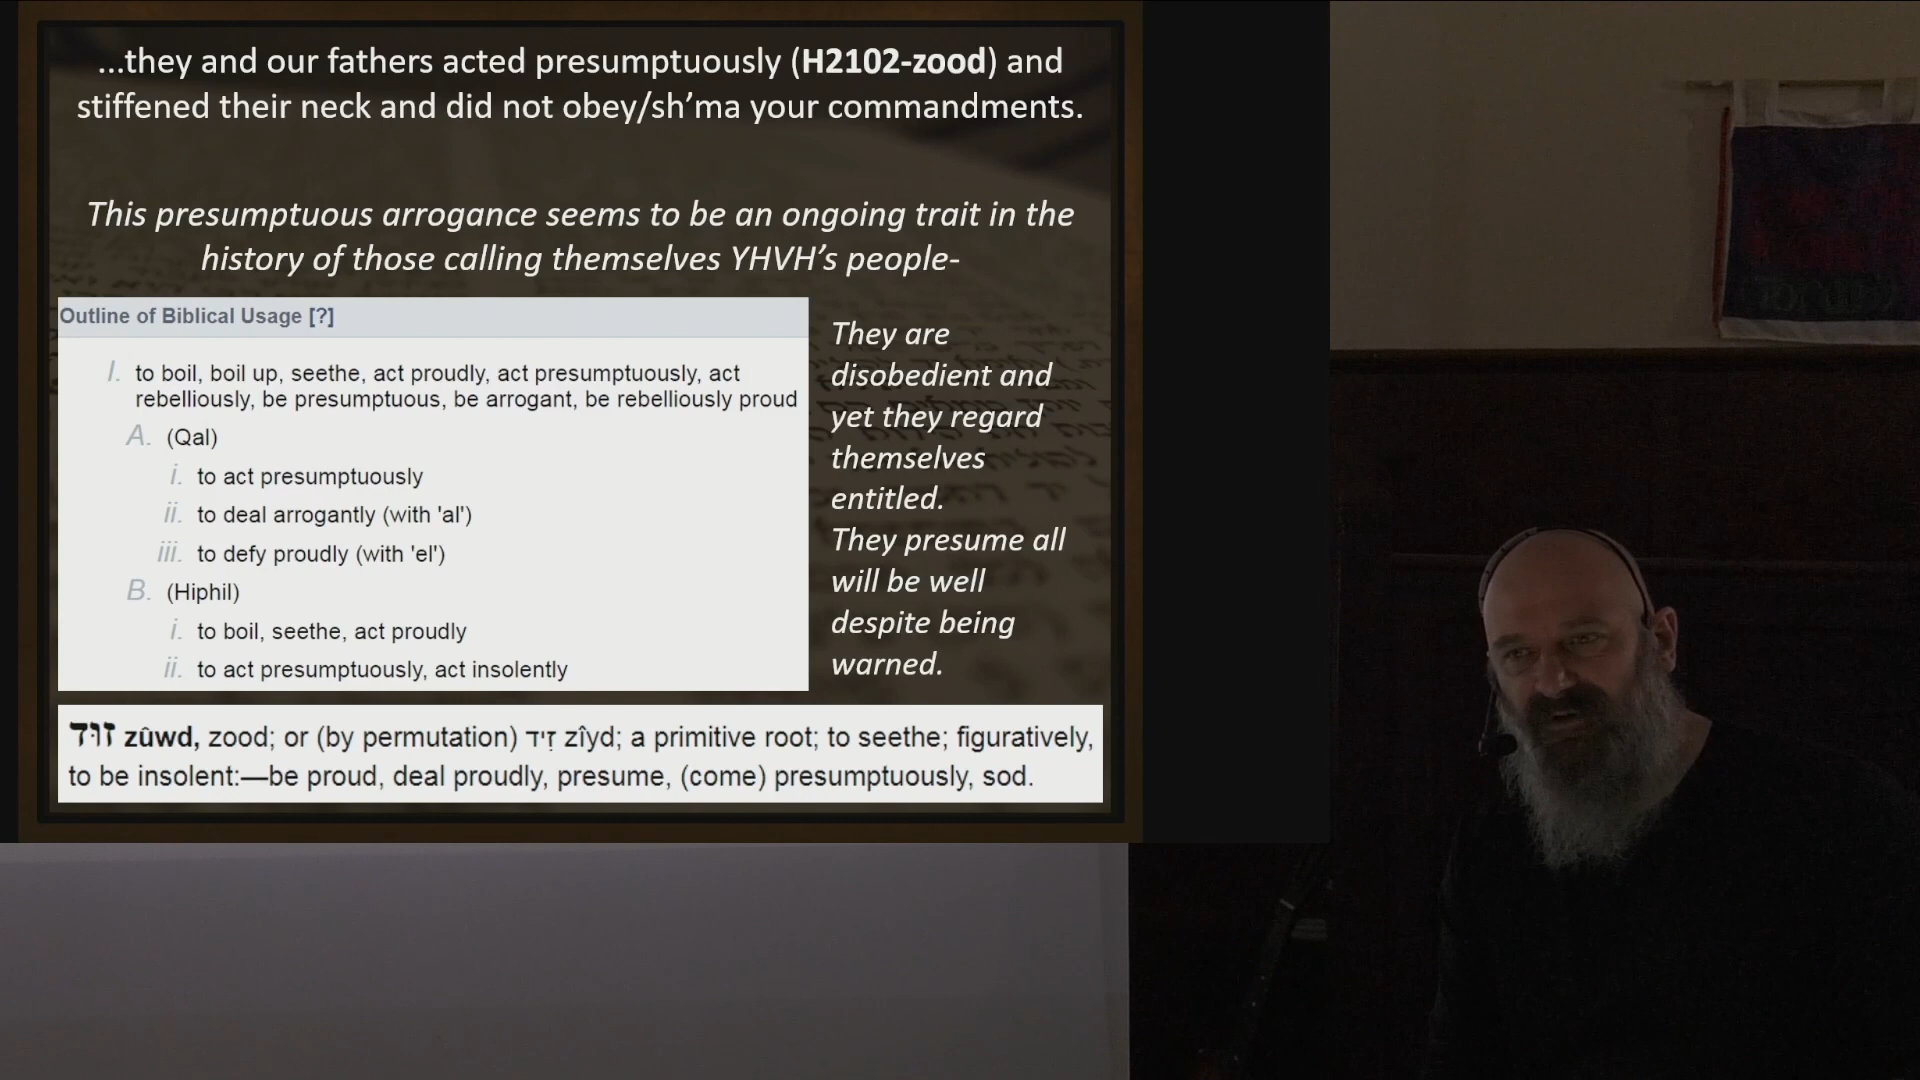 ...they and our fathers acted presumptuously (H2102-zood) and
stiffened their neck and did not obey/sh’ma your commandments.
This presumptuous arrogance seems to be an ongoing trait in the
history of those calling themselves YHVH’s people-
Outline of Biblical Usage [?]
I. to boil, boil up, seethe, act proudly, act presumptuously, act
rebelliously, be presumptuous, be arrogant, be rebelliously proud
A. (Qal)
i. to act presumptuously
ii. to deal arrogantly (with 'al')
iii. to defy proudly (with 'el')
B. (Hiphil)
i. to boil, seethe, act proudly
ii. to act presumptuously, act insolently
They are
disobedient and
yet they regard
themselves
entitled.
They presume all
will be well
despite being
warned.
זוּד zûwd, zood; or (by permutation) זִיד zîyd; a primitive root; to seethe; figuratively,
to be insolent:—be proud, deal proudly, presume, (come) presumptuously, sod.